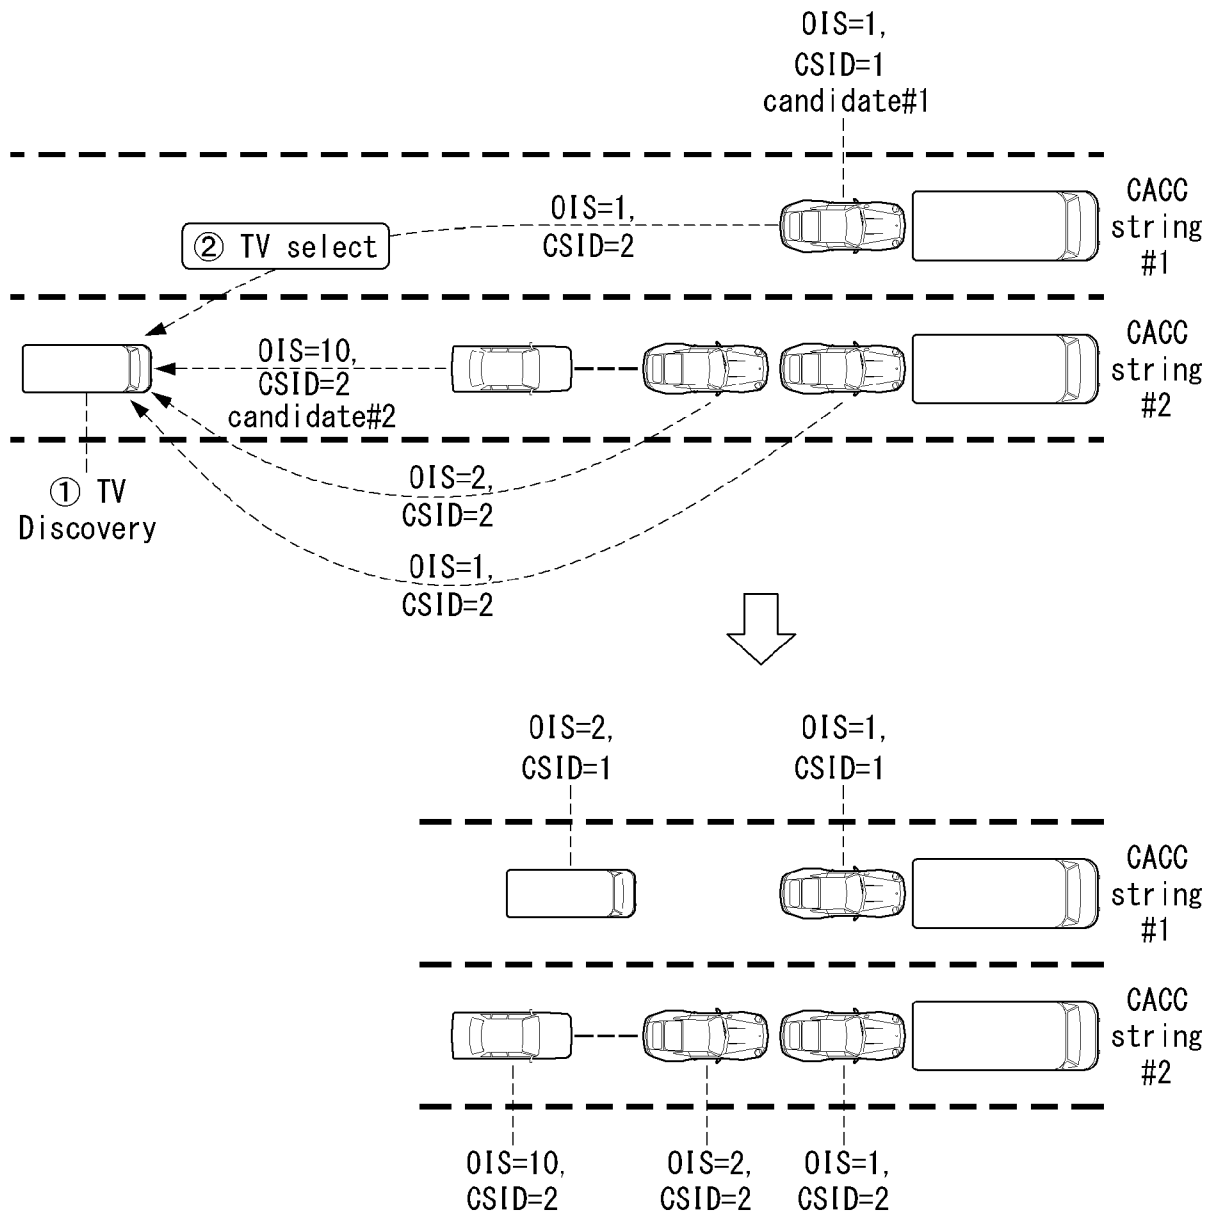 OIS=1,
CSID=1
candidate#1
CACC
string
#1
OIS=1,
CSID=2
② TV select
CACC
string
#2
OIS=10,
CSID=2
candidate#2
① TV
Discovery
OIS=2,
CSID=2
OIS=1,
CSID=2
OIS=2,
CSID=1
OIS=1,
CSID=1
CACC
string
#1
CACC
string
#2
OIS=10,
CSID=2
OIS=2,
CSID=2
OIS=1,
CSID=2